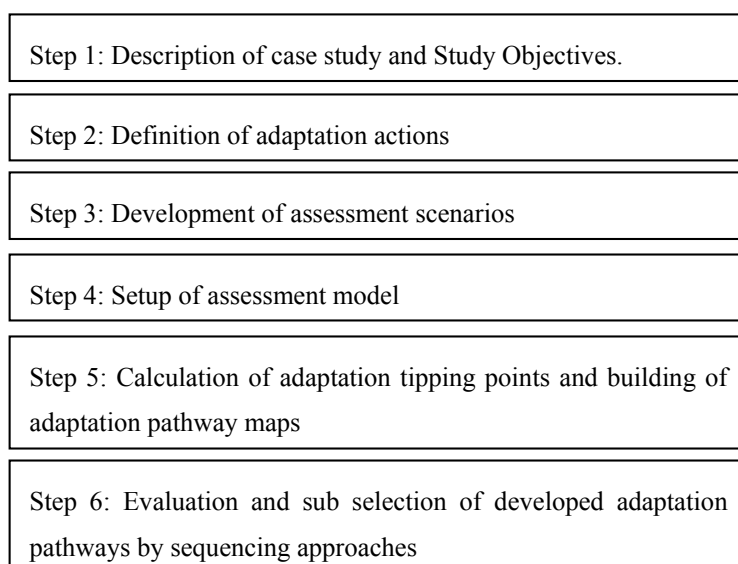 Step 1: Description of case study and Study Objectives.
Step 2: Definition of adaptation actions
Step 3: Development of assessment scenarios
Step 4: Setup of assessment model
Step 5: Calculation of adaptation tipping points and building of
adaptation pathway maps
Step 6: Evaluation and sub selection of developed adaptation
pathways by sequencing approaches